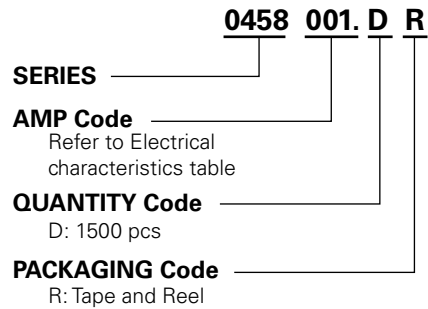 0458 001. D R
SERIES
AMP Code
Refer to Electrical
characteristics table
QUANTITY Code
D: 1500 pcs
PACKAGING Code
R: Tape and Reel